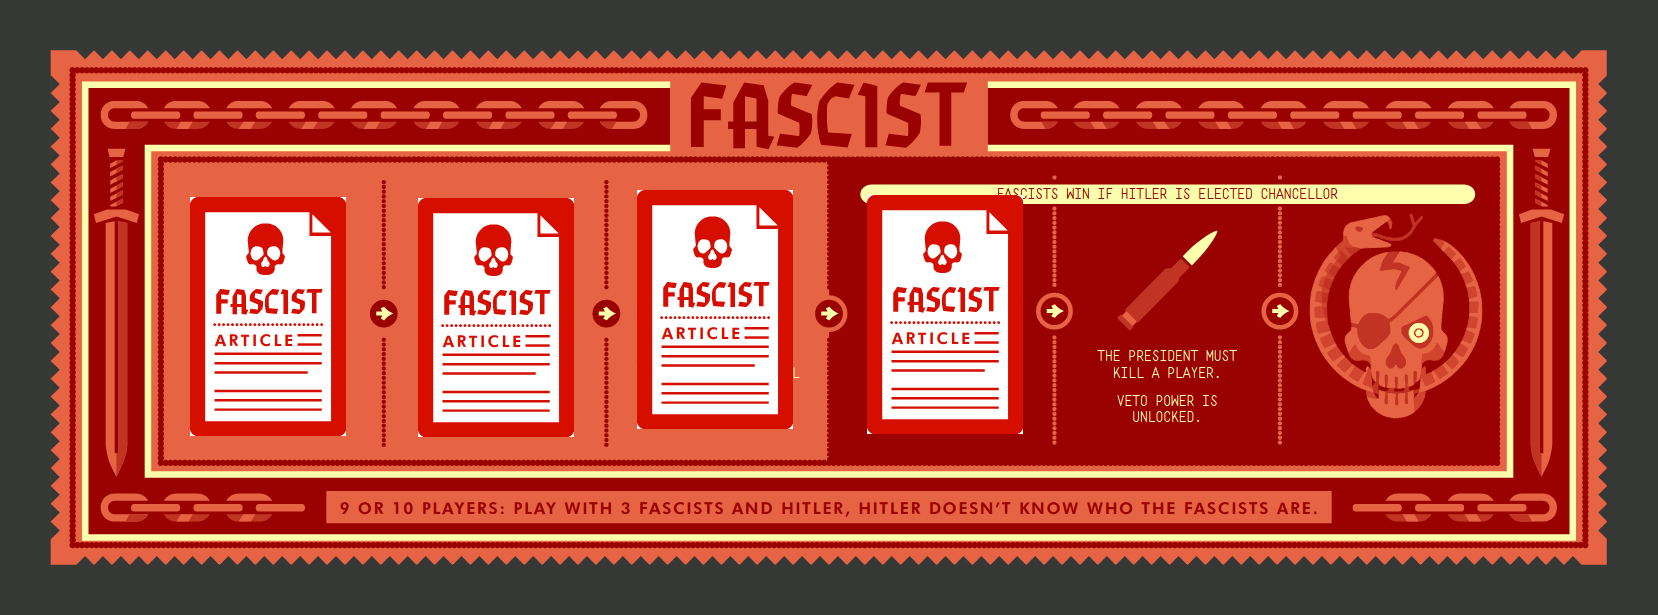 FASCIST
FASCISTS WIN IF HITLER IS ELECTED CHANCELLOR
FASCIST
ARTICLE
FASCIST
ARTICLE
FASCIST
ARTICLE
L
FASCIST
ARTICLE
THE PRESIDENT MUST
KILL A PLAYER.
VETO POWER IS
UNLOCKED.
9 OR 10 PLAYERS: PLAY WITH 3 FASCISTS AND HITLER, HITLER DOESN'T KNOW WHO THE FASCISTS ARE.